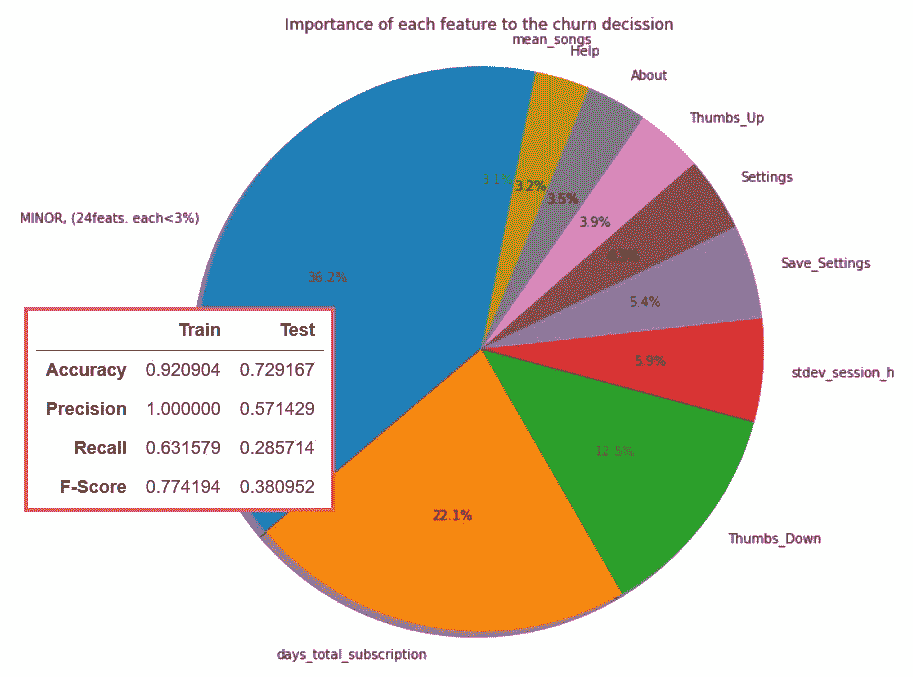 Importance of each feature to the churn decission
mean_songs
Help
About
Thumbs_Up
Settings
Save_Settings
stdev_session_h
Thumbs_Down
days_total_subscription
MINOR, (24feats. each<3%)
3.2%
3.5%
3.9%
5.4%
5.9%
12.5%
22.1%
36.2%
Train Test
Accuracy 0.920904 0.729167
Precision 1.000000 0.571429
Recall 0.631579 0.285714
F-Score 0.774194 0.380952